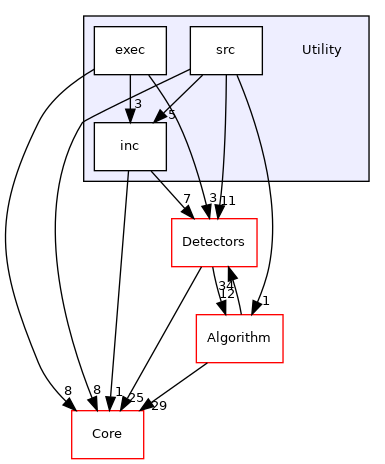 exec
src
Utility
3
5
inc
7
3
11
Detectors
34
12
1
Algorithm
8
8
1
25
29
Core